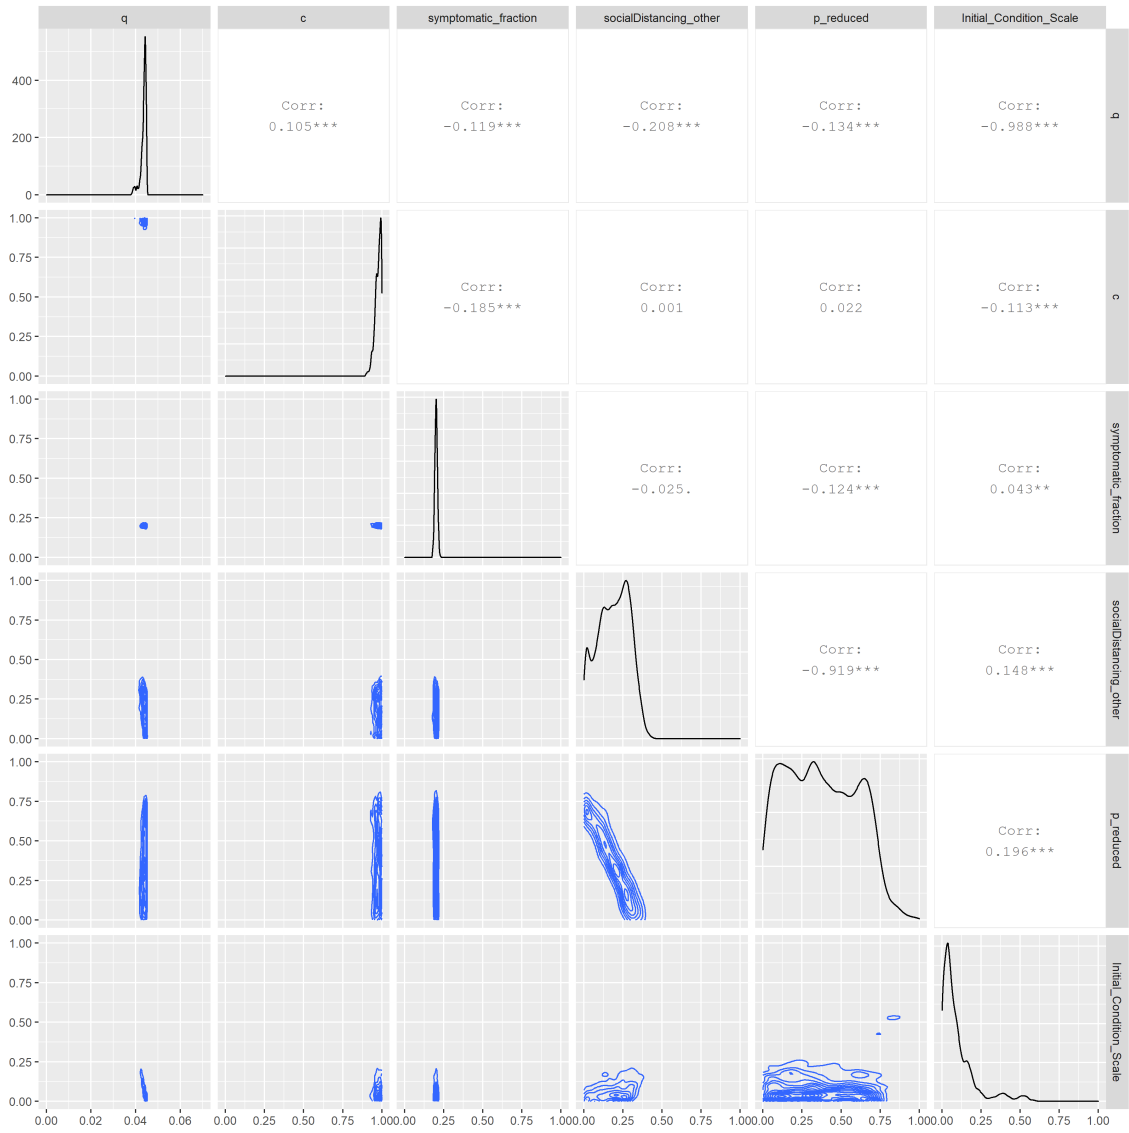 q c symptomatic_fraction socialDistancing_other p_reduced Initial_Condition_Scale
400
200
0
Corr:
0.105***
Corr:
-0.119***
Corr:
-0.208***
Corr:
-0.134***
Corr:
-0.988***
q
1.00
0.75
0.50
0.25
0.00
Corr:
-0.185***
Corr:
0.001
Corr:
0.022
Corr:
-0.113***
c
1.00
0.75
0.50
0.25
0.00
Corr:
-0.025.
Corr:
-0.124***
Corr:
0.043**
symptomatic_fraction
1.00
0.75
0.50
0.25
0.00
Corr:
-0.919***
Corr:
0.148***
socialDistancing_other
1.00
0.75
0.50
0.25
0.00
Corr:
0.196***
p_reduced
1.00
0.75
0.50
0.25
0.00
Initial_Condition_Scale
0.00 0.02 0.04 0.06 0.00 0.25 0.50 0.75 1.00 0.00 0.25 0.50 0.75 1.00 0.00 0.25 0.50 0.75 1.00 0.00 0.25 0.50 0.75 1.00 0.00 0.25 0.50 0.75 1.00